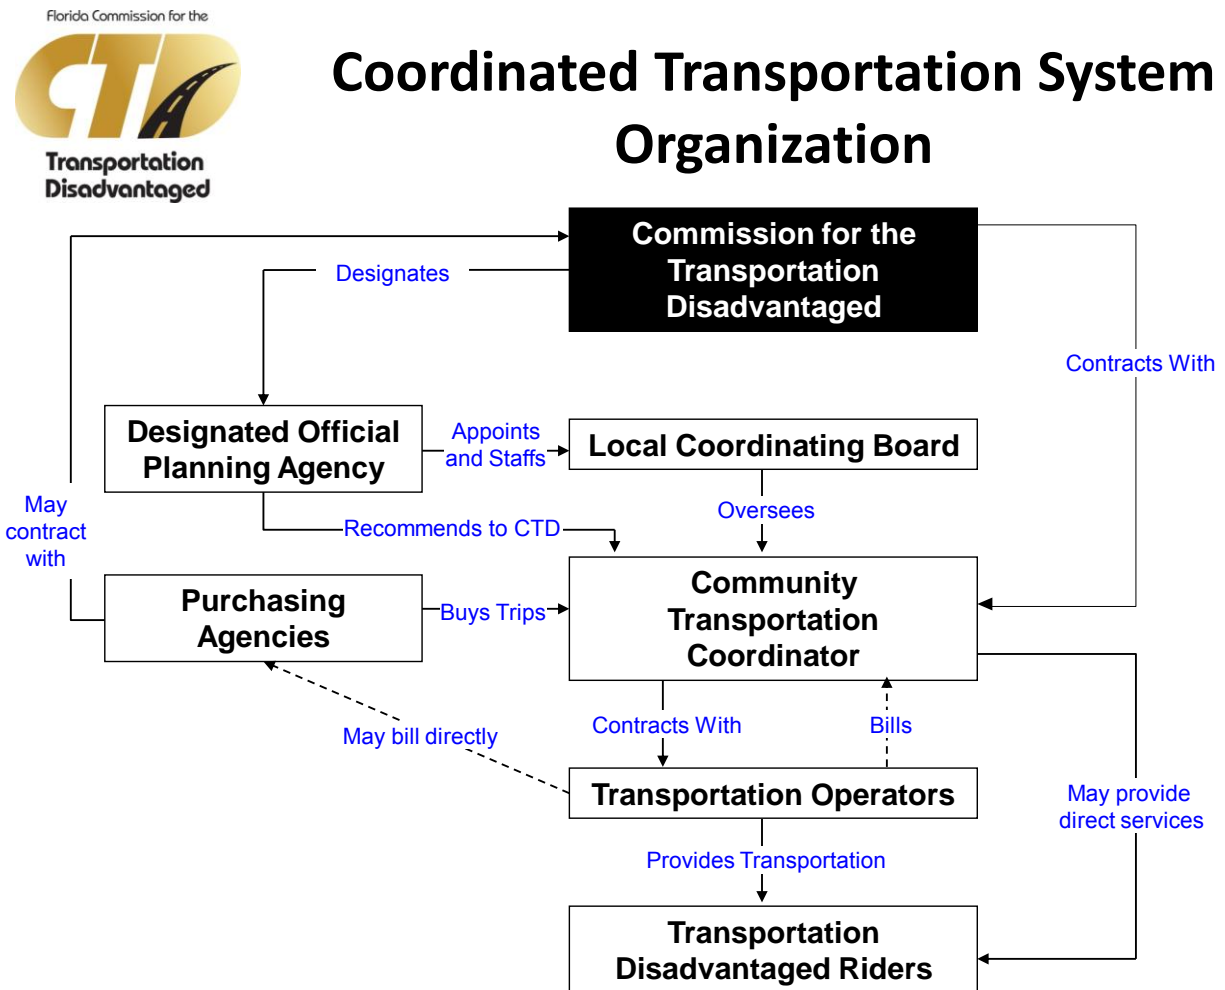 Florida Commission for the
CTD
Transportation
Disadvantaged
Coordinated Transportation System
Organization
Commission for the
Transportation
Disadvantaged
Designates
Contracts With
Designated Official
Planning Agency
Appoints
and Staffs
Local Coordinating Board
May
contract
with
Recommends to CTD
Oversees
Purchasing
Agencies
Buys Trips
Community
Transportation
Coordinator
May bill directly
Contracts With
Bills
Transportation Operators
May provide
direct services
Provides Transportation
Transportation
Disadvantaged Riders